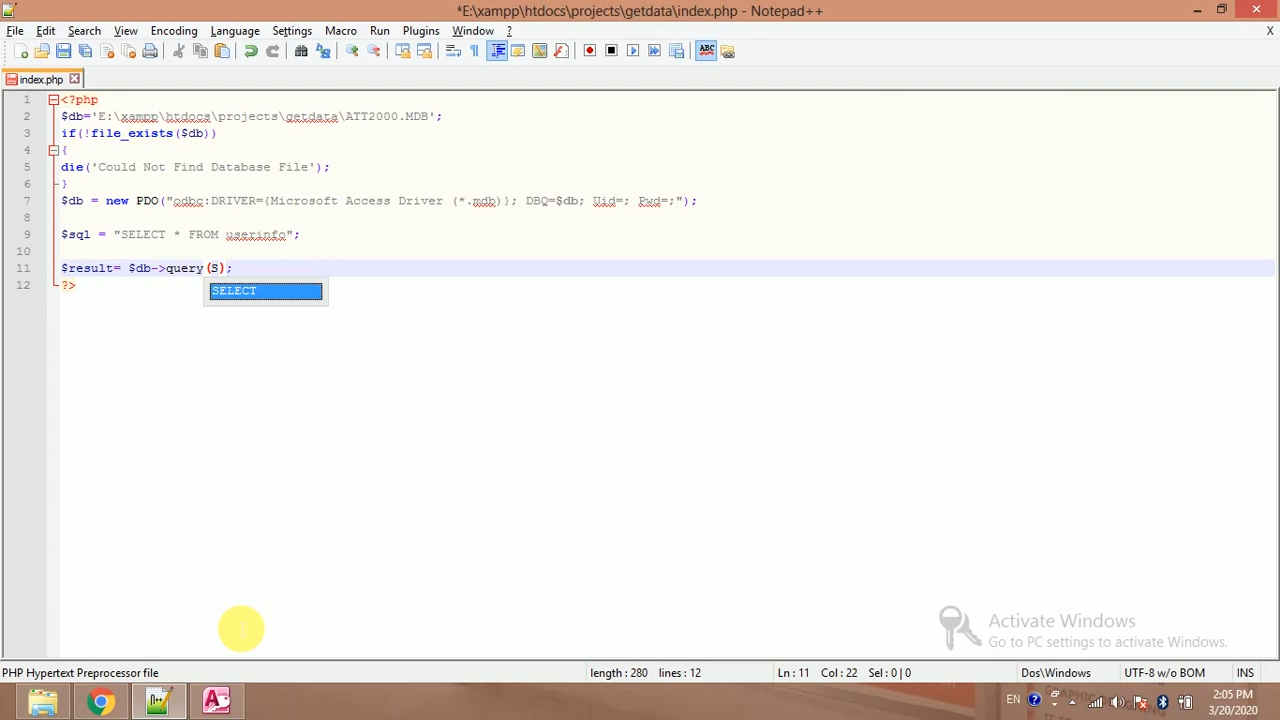 *E:\xampp\htdocs\projects\getdata\index.php - Notepad++
File Edit Search View Encoding Language Settings Macro Run Plugins Window ? X
index.php
1 <?php
2 $db='E:\xampp\htdocs\projects\getdata\ATT2000.MDB';
3 if(!file_exists($db))
4 {
5 die('Could Not Find Database File');
6 }
7 $db = new PDO("odbc:DRIVER={Microsoft Access Driver (*.mdb)}; DBQ=$db; Uid=; Pwd=;");
8
9 $sql = "SELECT * FROM userinfo";
10
11 $result= $db->query(S);
SELECT
12 ?>
Activate Windows
Go to PC settings to activate Windows.
PHP Hypertext Preprocessor file length : 280 lines : 12 Ln : 11 Col : 22 Sel : 0 | 0 Dos\Windows UTF-8 w/o BOM INS
EN 2:05 PM
3/20/2020